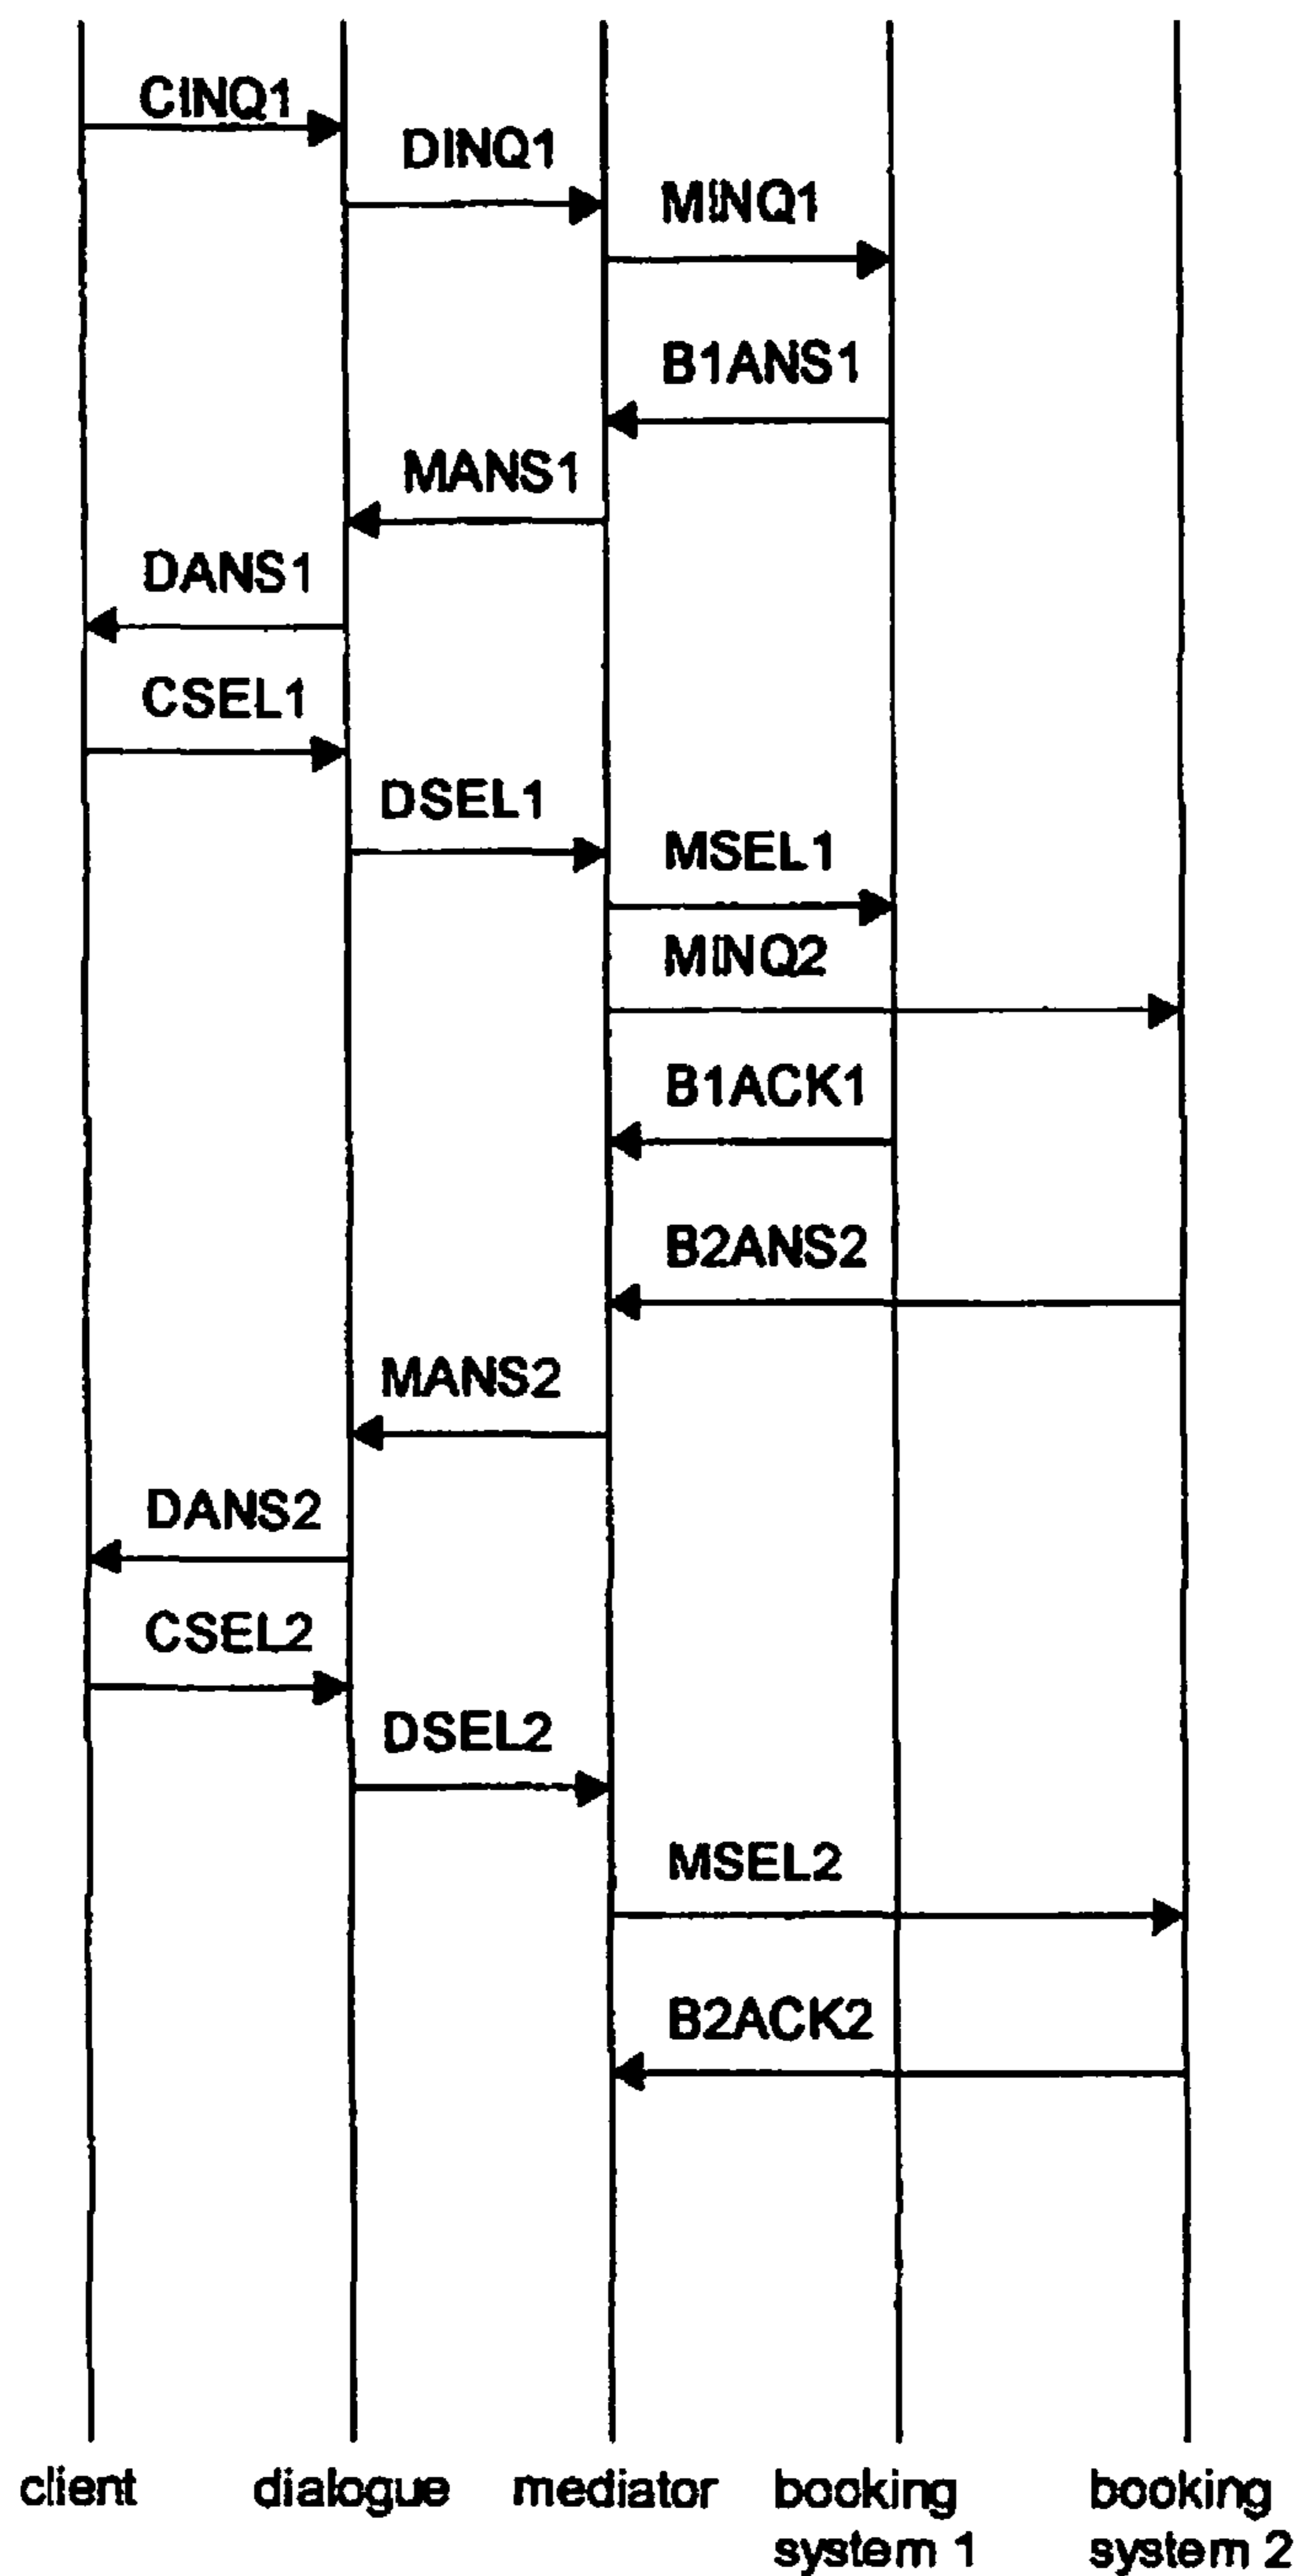 CINQ1
DINQ1
MINQ1
B1ANS1
MANS1
DANS1
CSEL1
DSEL1
MSEL1
MINQ2
B1ACK1
B2ANS2
MANS2
DANS2
CSEL2
DSEL2
MSEL2
B2ACK2
client
dialogue
mediator
booking
system 1
booking
system 2